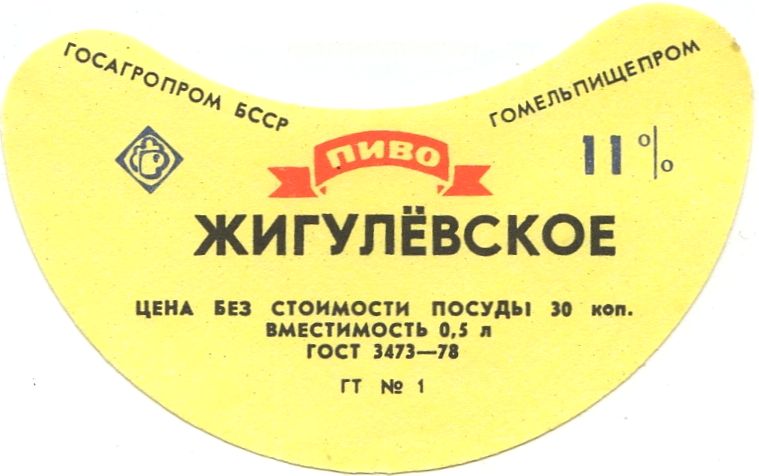 ГОСАГРОПРОМ БССР
ГОМЕЛЬПИЩЕПРОМ
11 %
ПИВО
ЖИГУЛЁВСКОЕ
ЦЕНА БЕЗ СТОИМОСТИ ПОСУДЫ 30 коп.
ВМЕСТИМОСТЬ 0,5 л
ГОСТ 3473—78
ГТ № 1